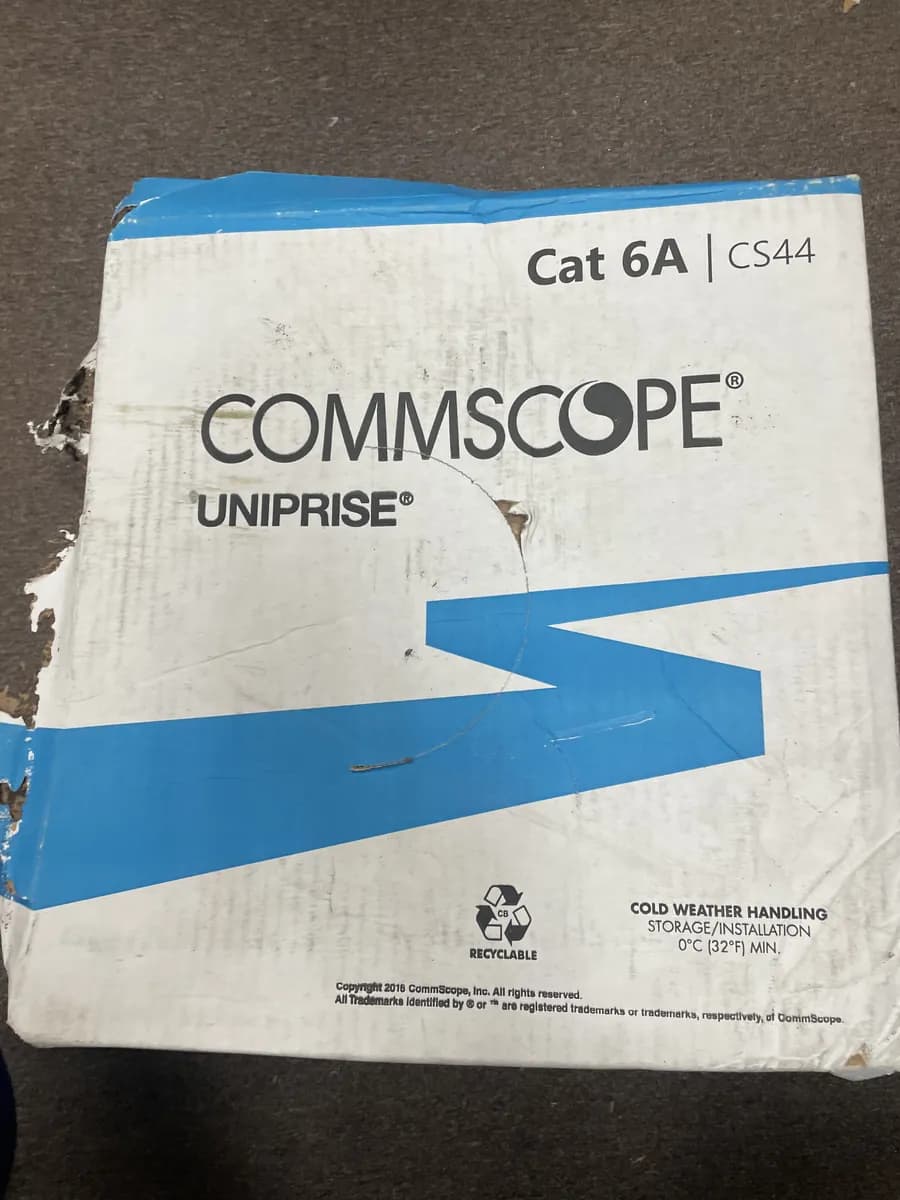 Cat 6A | CS44
COMMSCOPE®
UNIPRISE®
CB
RECYCLABLE
COLD WEATHER HANDLING
STORAGE/INSTALLATION
0°C (32°F) MIN.
Copyright 2016 CommScope, Inc. All rights reserved.
All Trademarks identified by ® or ™ are registered trademarks or trademarks, respectively, of CommScope.